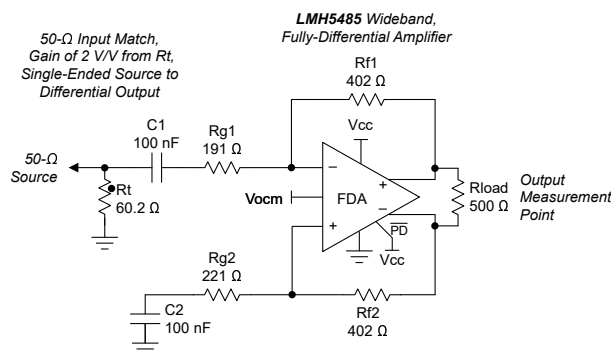 LMH5485 Wideband,
Fully-Differential Amplifier
50-Ω Input Match,
Gain of 2 V/V from Rt,
Single-Ended Source to
Differential Output
Rf1
402 Ω
C1
100 nF
Rg1
191 Ω
Vcc
50-Ω
Source
Rt
60.2 Ω
Vocm
−
+
FDA
+
−
PD
Vcc
Rload
500 Ω
Output
Measurement
Point
Rg2
221 Ω
C2
100 nF
Rf2
402 Ω